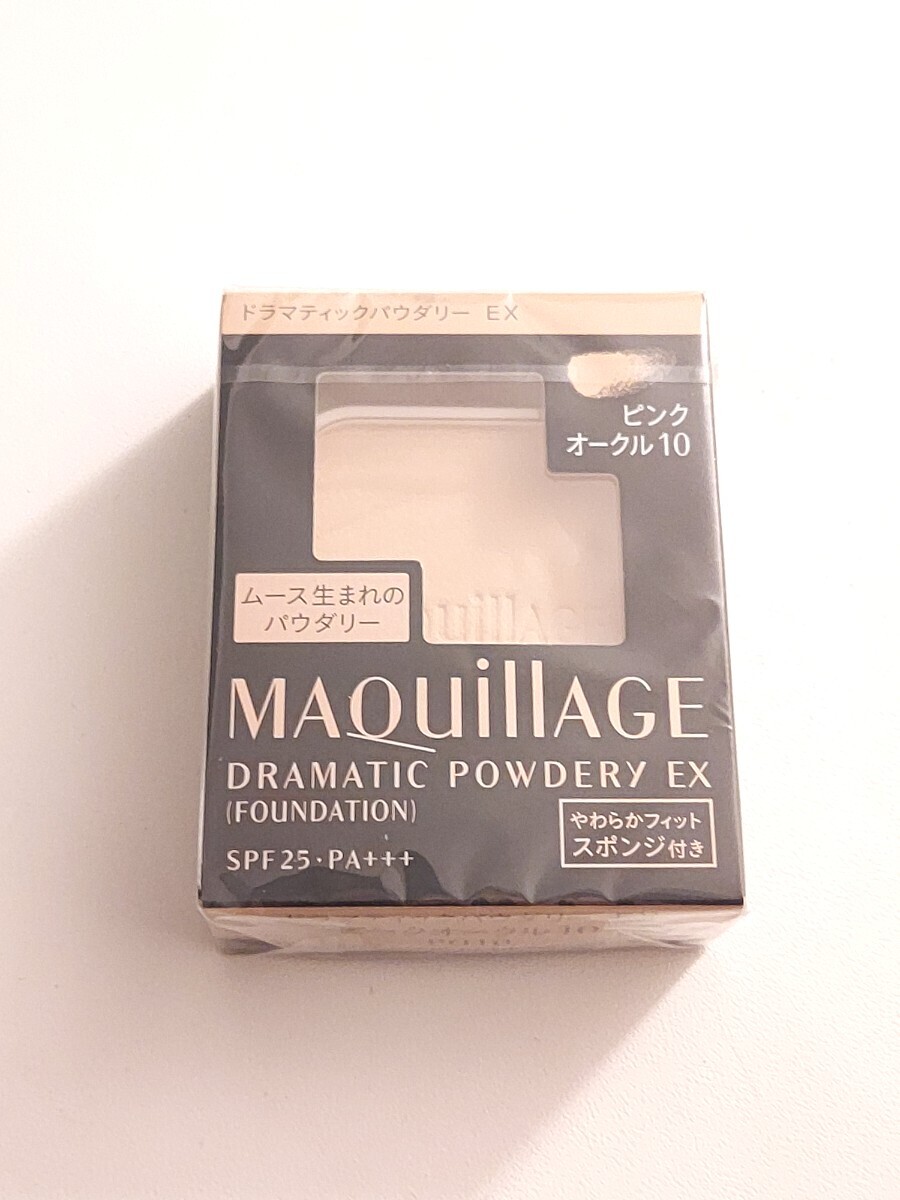 ドラマティックパウダリー EX
ピンク
オークル10
ムース生まれの
パウダリー
MAQuillAGE
DRAMATIC POWDERY EX
(FOUNDATION)
SPF25・PA+++
やわらかフィット
スポンジ付き